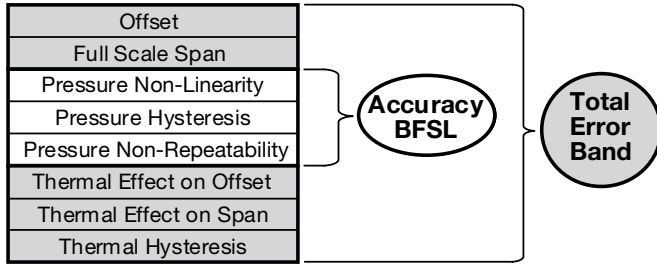 Offset
Full Scale Span
Pressure Non-Linearity
Pressure Hysteresis
Pressure Non-Repeatability
Thermal Effect on Offset
Thermal Effect on Span
Thermal Hysteresis
Accuracy
BFSL
Total
Error
Band